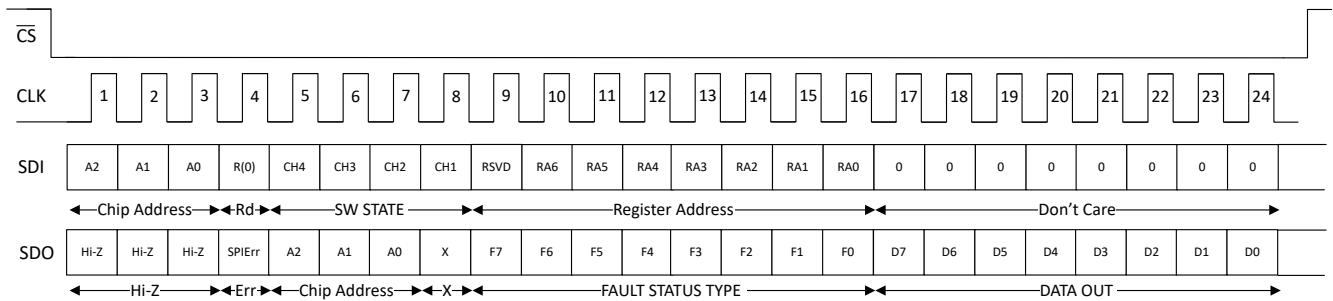 CS
CLK 1 2 3 4 5 6 7 8 9 10 11 12 13 14 15 16 17 18 19 20 21 22 23 24
SDI A2 A1 A0 R(0) CH4 CH3 CH2 CH1 RSVD RA6 RA5 RA4 RA3 RA2 RA1 RA0 0 0 0 0 0 0 0 0
Chip Address Rd SW STATE Register Address Don't Care
SDO Hi-Z Hi-Z Hi-Z SPIErr A2 A1 A0 X F7 F6 F5 F4 F3 F2 F1 F0 D7 D6 D5 D4 D3 D2 D1 D0
Hi-Z Err Chip Address X FAULT STATUS TYPE DATA OUT